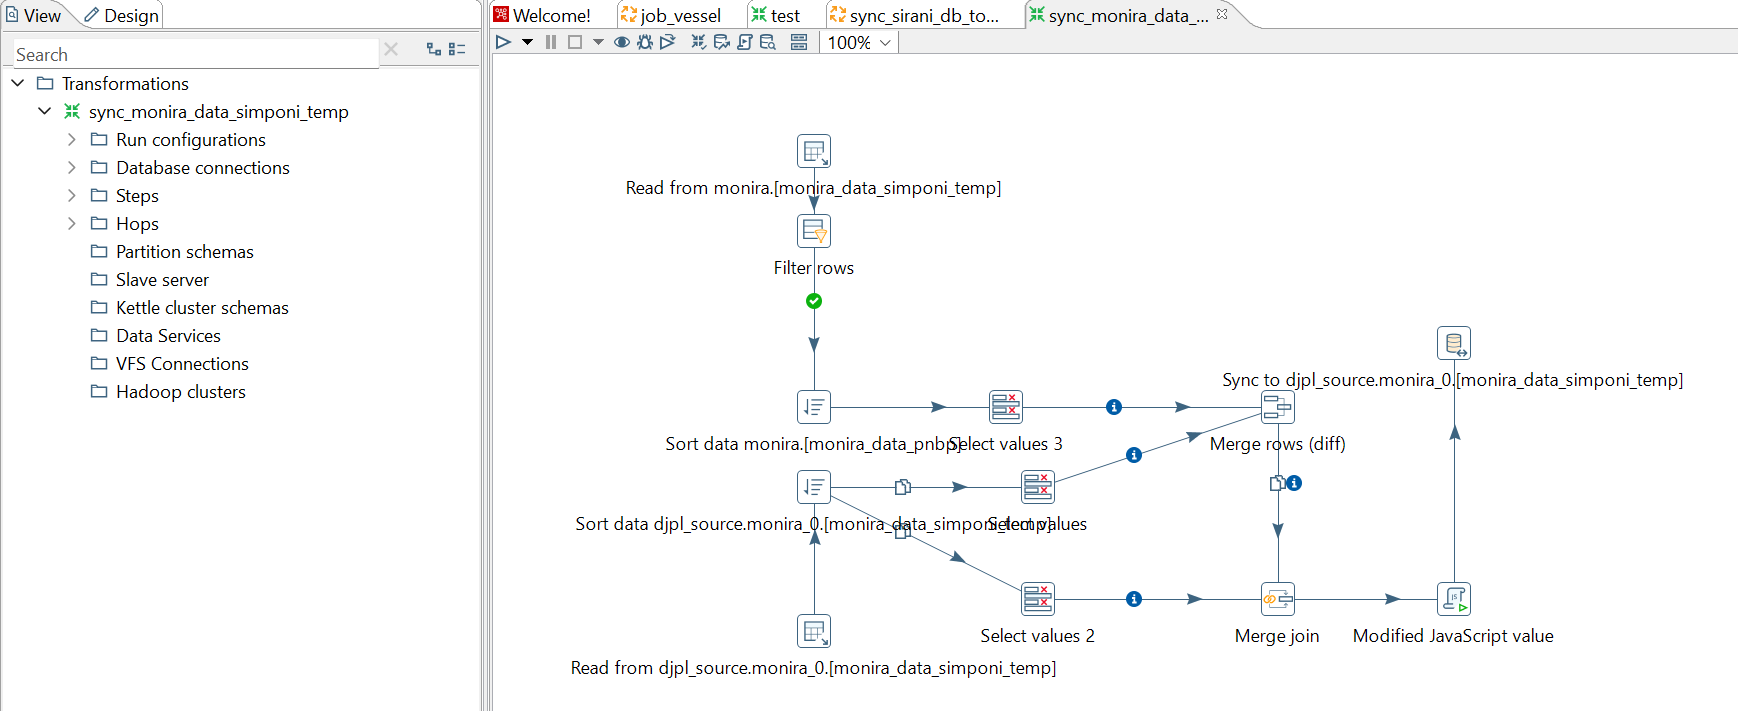 View
Design
Welcome!
job_vessel
test
sync_sirani_db_to...
sync_monira_data_...
Search
100%
Transformations
sync_monira_data_simponi_temp
Run configurations
Database connections
Steps
Hops
Partition schemas
Slave server
Kettle cluster schemas
Data Services
VFS Connections
Hadoop clusters
Read from monira.[monira_data_simponi_temp]
Filter rows
Sync to djpl_source.monira_0.[monira_data_simponi_temp]
Sort data monira.[monira_data_pnbp]
Select values 3
Merge rows (diff)
Sort data djpl_source.monira_0.[monira_data_simponi_temp]
Select values
Select values 2
Merge join
Modified JavaScript value
Read from djpl_source.monira_0.[monira_data_simponi_temp]